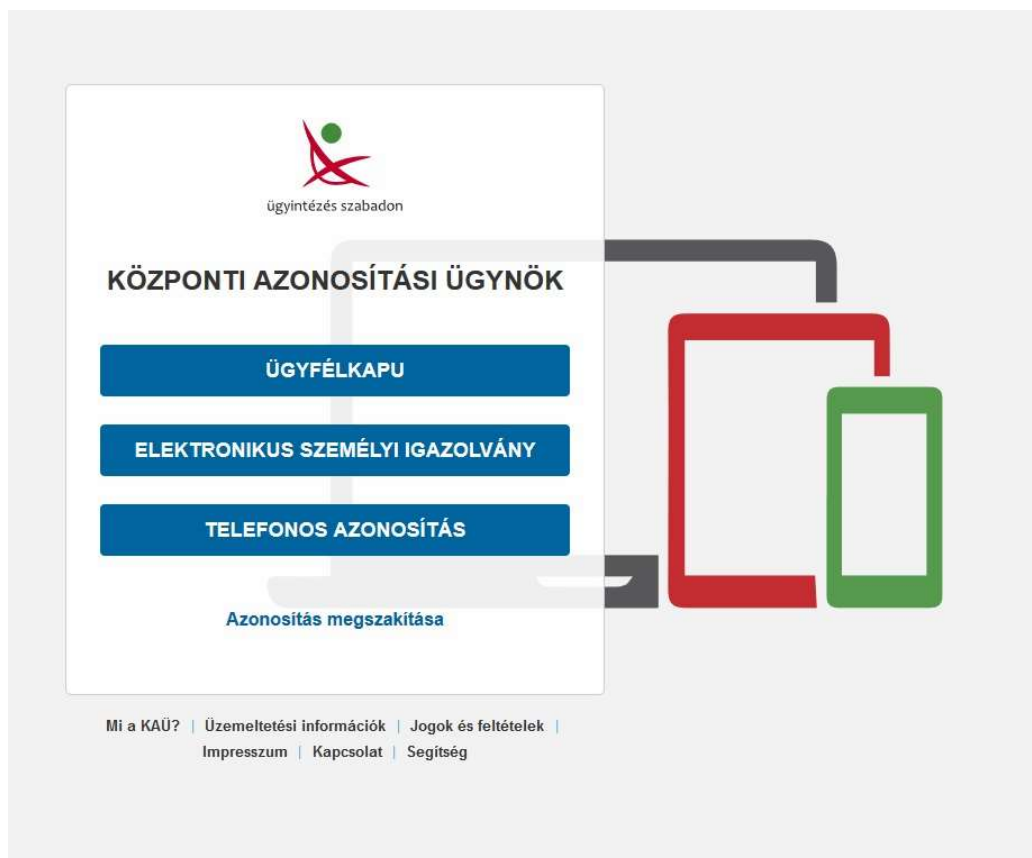 ügyintézés szabadon
KÖZPONTI AZONOSÍTÁSI ÜGYNÖK
ÜGYFÉLKAPU
ELEKTRONIKUS SZEMÉLYI IGAZOLVÁNY
TELEFONOS AZONOSÍTÁS
Azonosítás megszakítása
Mi a KAÜ? | Üzemeltetési információk | Jogok és feltételek |
Impresszum | Kapcsolat | Segítség